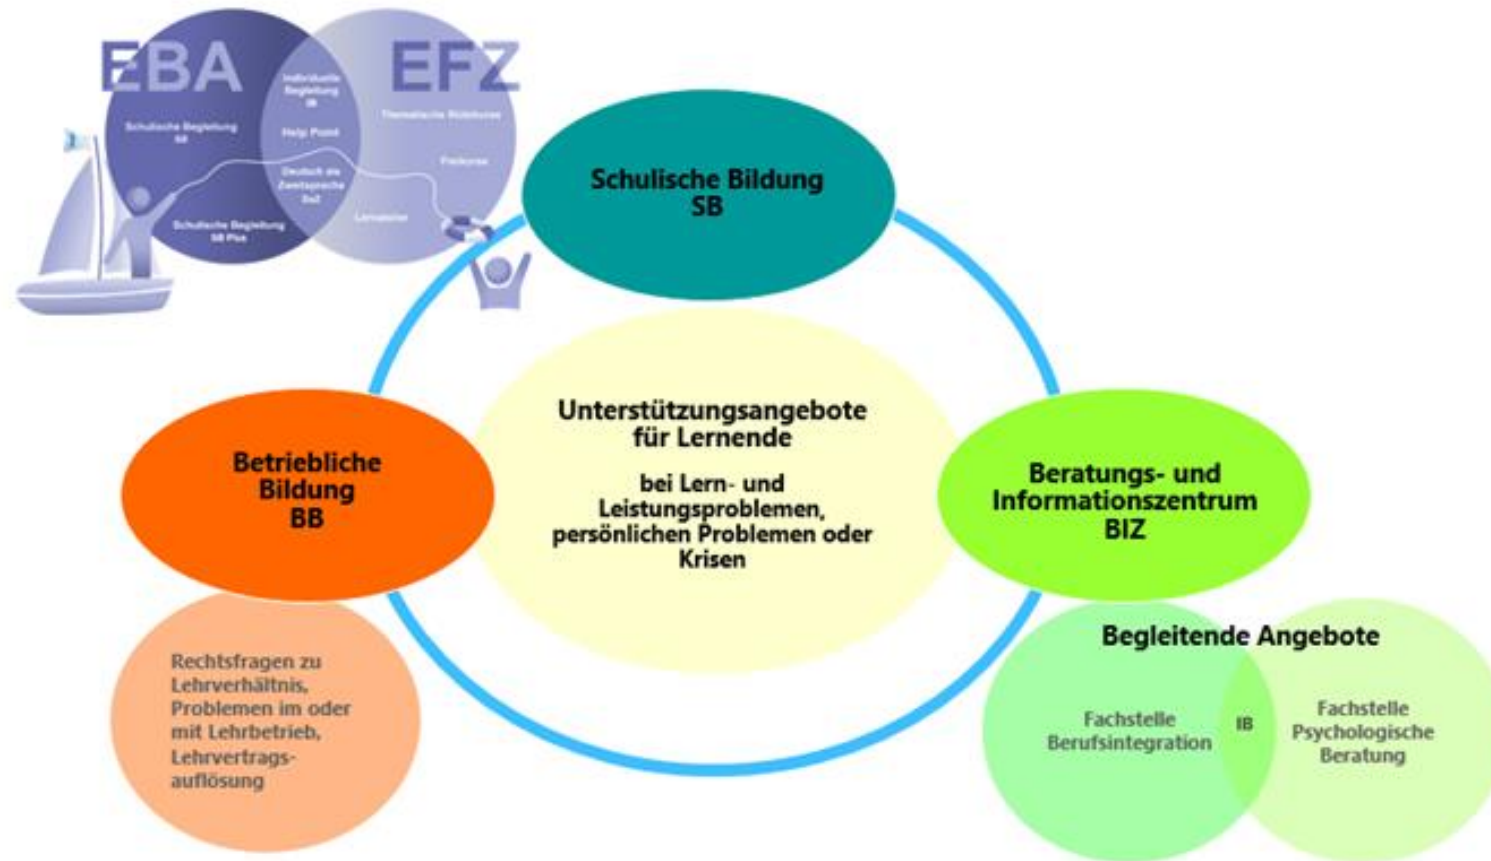 EBA
EFZ
Individuelle
Begleitung
IB
Schulische Begleitung
SB
Help Point
Deutsch als
Zweitsprache
DaZ
Schulische Begleitung
SB Plus
Thematische Stützkurse
Freikurse
Lernatelier
Schulische Bildung
SB
Unterstützungsangebote
für Lernende
bei Lern- und
Leistungsproblemen,
persönlichen Problemen oder
Krisen
Betriebliche
Bildung
BB
Beratungs- und
Informationszentrum
BIZ
Rechtsfragen zu
Lehrverhältnis,
Problemen im oder
mit Lehrbetrieb,
Lehrvertrags-
auflösung
Begleitende Angebote
Fachstelle
Berufsintegration
IB
Fachstelle
Psychologische
Beratung